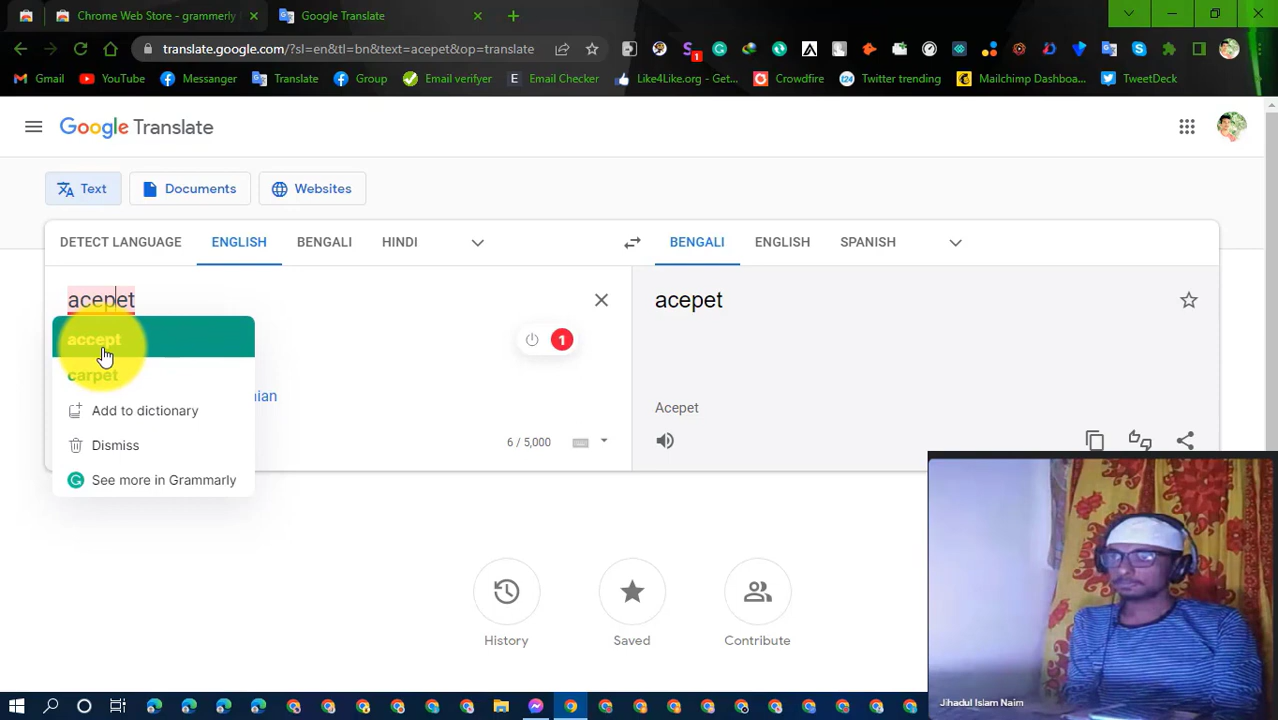 Chrome Web Store - grammerly
Google Translate
translate.google.com/?sl=en&tl=bn&text=acepet&op=translate
Gmail
YouTube
Messanger
Translate
Group
Email verifyer
Email Checker
Like4Like.org - Get...
Crowdfire
Twitter trending
Mailchimp Dashboa...
TweetDeck
Google Translate
Text
Documents
Websites
DETECT LANGUAGE
ENGLISH
BENGALI
HINDI
BENGALI
ENGLISH
SPANISH
acepet
acepet
accept
1
carpet
nian
Add to dictionary
Acepet
Dismiss
6 / 5,000
See more in Grammarly
History
Saved
Contribute
Jihadul Islam Naim